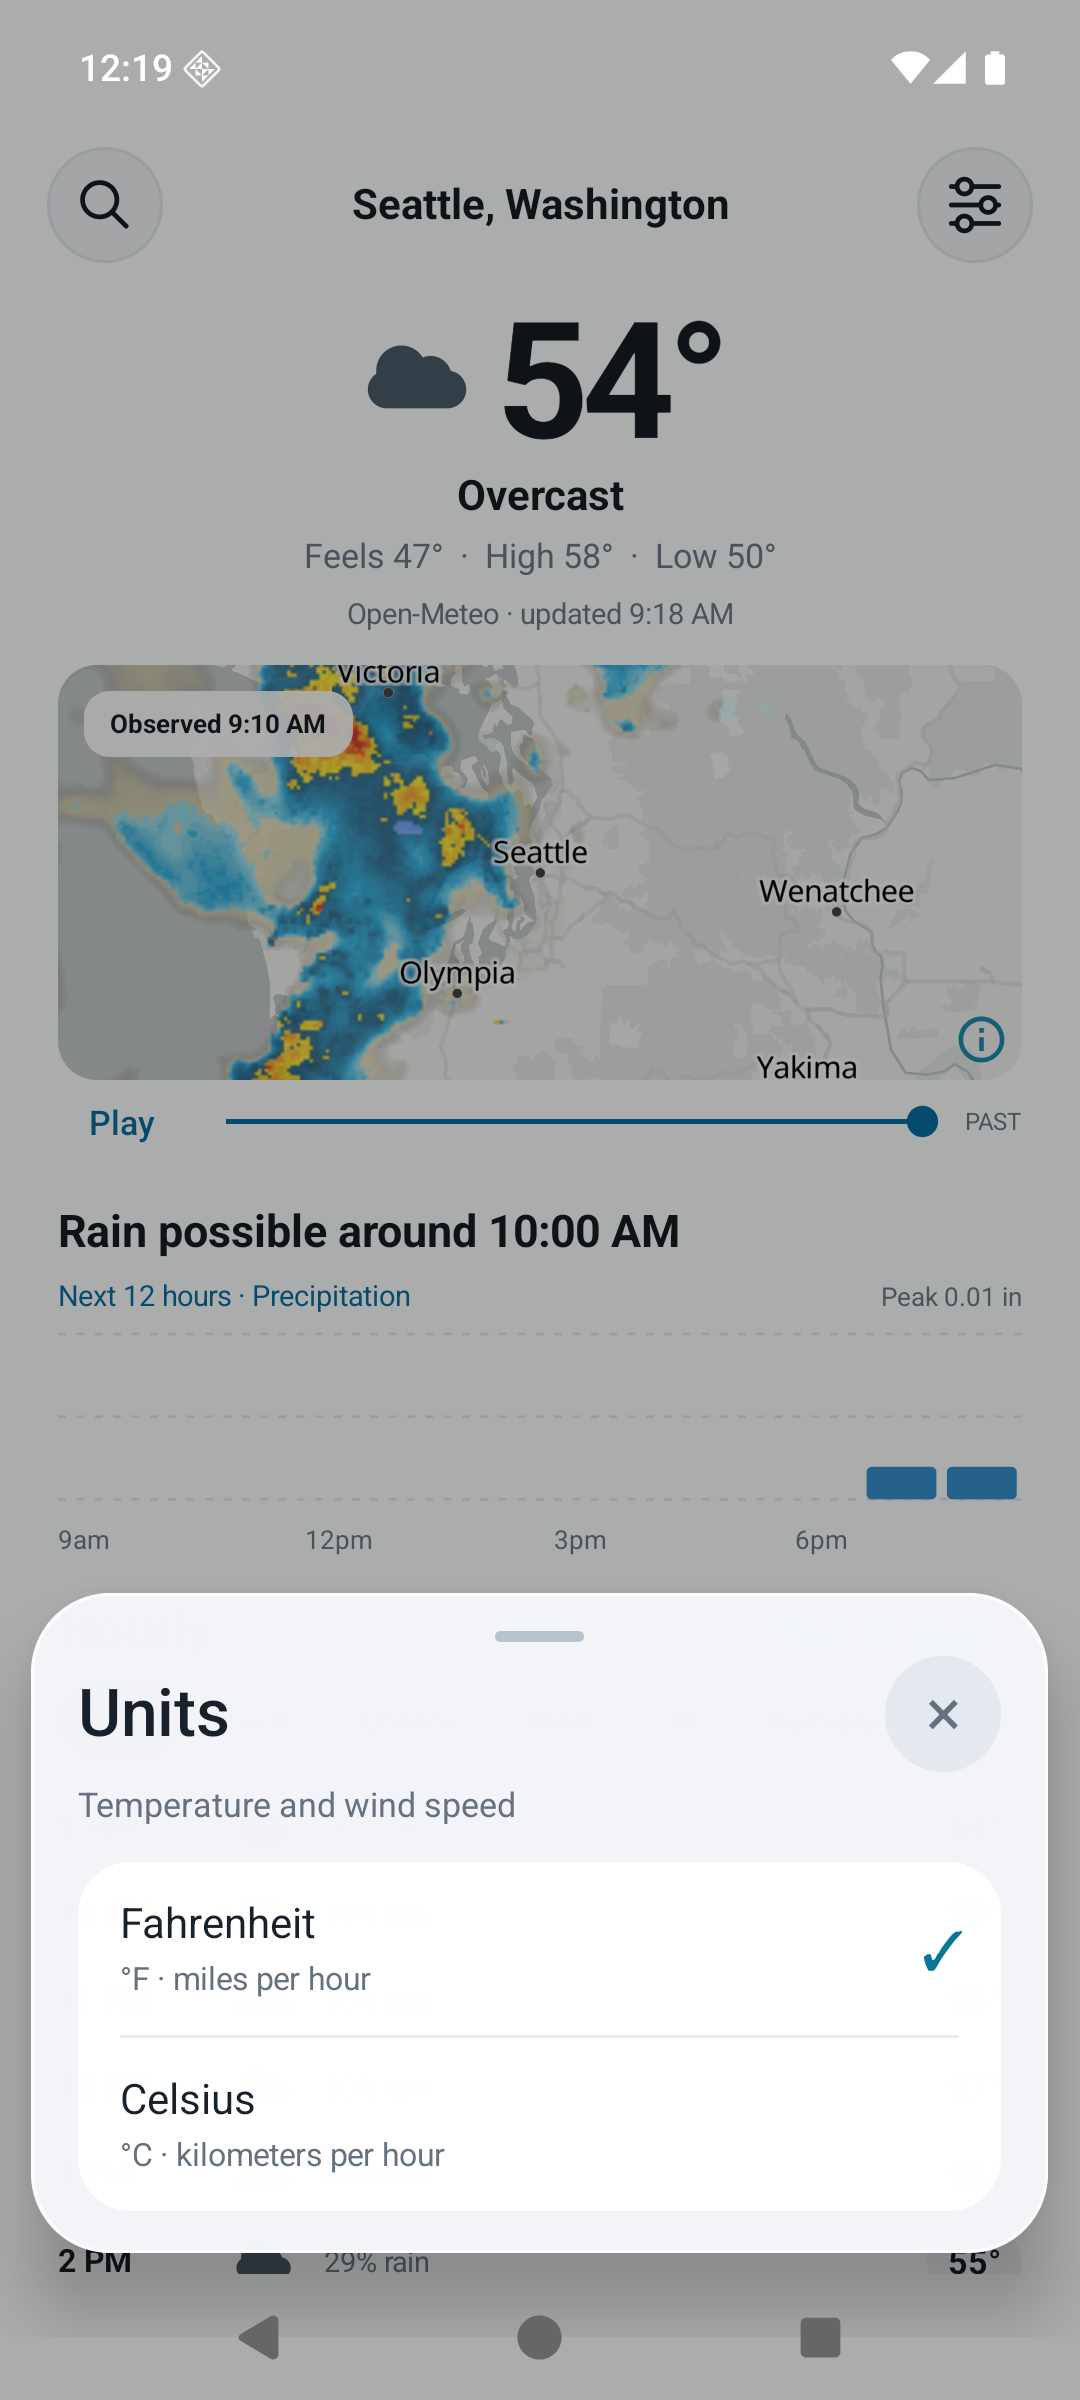 12:19
Seattle, Washington
54°
Overcast
Feels 47° · High 58° · Low 50°
Open-Meteo · updated 9:18 AM
Victoria
Observed 9:10 AM
Seattle
Wenatchee
Olympia
Yakima
Play
PAST
Rain possible around 10:00 AM
Next 12 hours · Precipitation
Peak 0.01 in
9am 12pm 3pm 6pm
Hourly
Units
Temperature and wind speed
Fahrenheit
°F · miles per hour
✓
Celsius
°C · kilometers per hour
2 PM 29% rain 55°